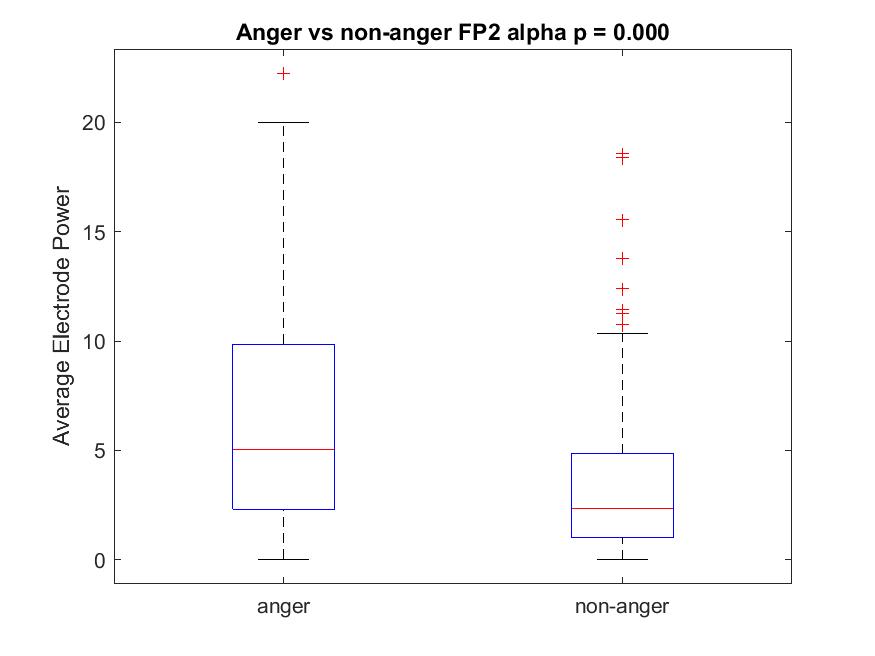 Anger vs non-anger FP2 alpha p = 0.000
Average Electrode Power
20
15
10
5
0
anger
non-anger